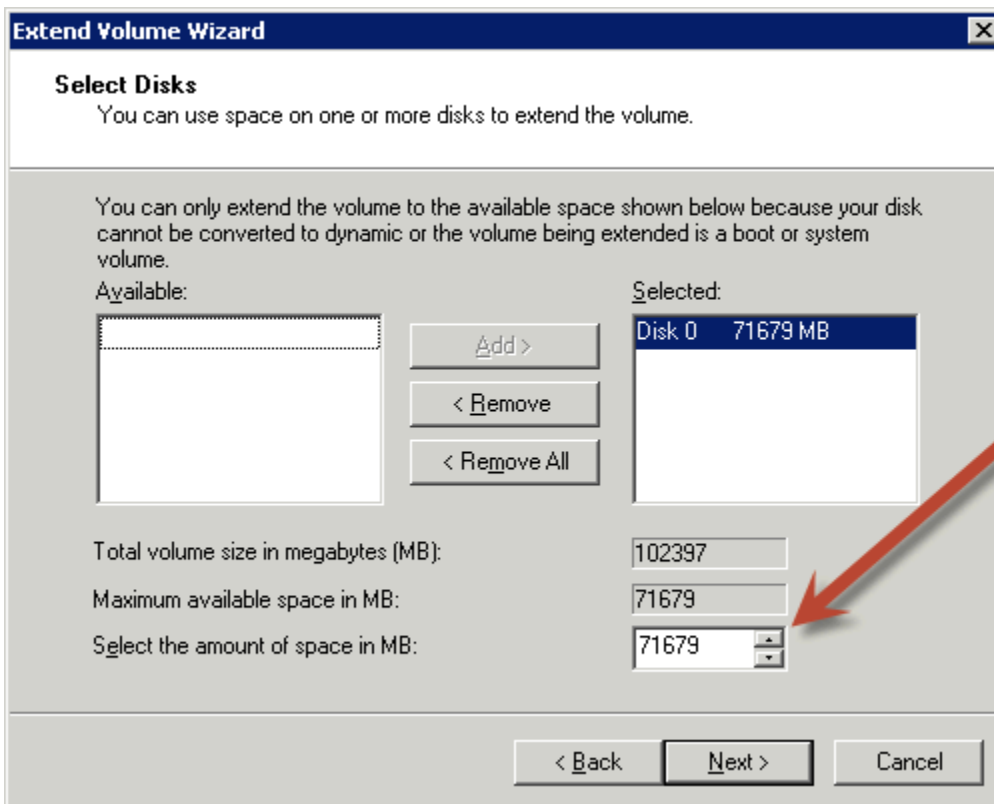 Extend Volume Wizard
Select Disks
You can use space on one or more disks to extend the volume.
You can only extend the volume to the available space shown below because your disk
cannot be converted to dynamic or the volume being extended is a boot or system
volume.
Available:
Selected:
Disk 0 71679 MB
Add >
< Remove
< Remove All
Total volume size in megabytes (MB): 102397
Maximum available space in MB: 71679
Select the amount of space in MB: 71679
< Back Next > Cancel